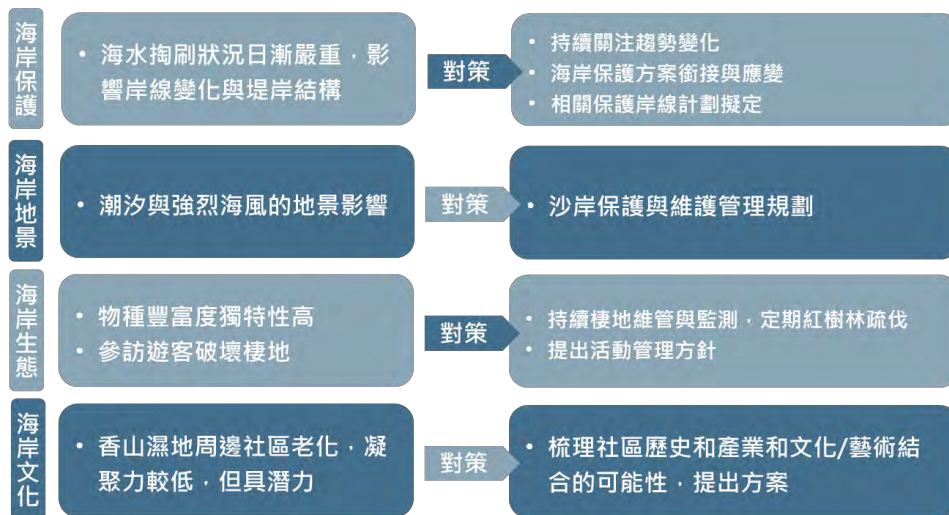 海岸保護
• 海水掏刷狀況日漸嚴重，影
響岸線變化與堤岸結構
對策
• 持續關注趨勢變化
• 海岸保護方案銜接與應變
• 相關保護岸線計劃擬定
海岸地景
• 潮汐與強烈海風的地景影響
對策
• 沙岸保護與維護管理規劃
海岸生態
• 物種豐富度獨特性高
• 參訪遊客破壞棲地
對策
• 持續棲地維管與監測，定期紅樹林疏伐
• 提出活動管理方針
海岸文化
• 香山濕地周邊社區老化，凝
聚力較低，但具潛力
對策
• 梳理社區歷史和產業和文化/藝術結
合的可能性，提出方案